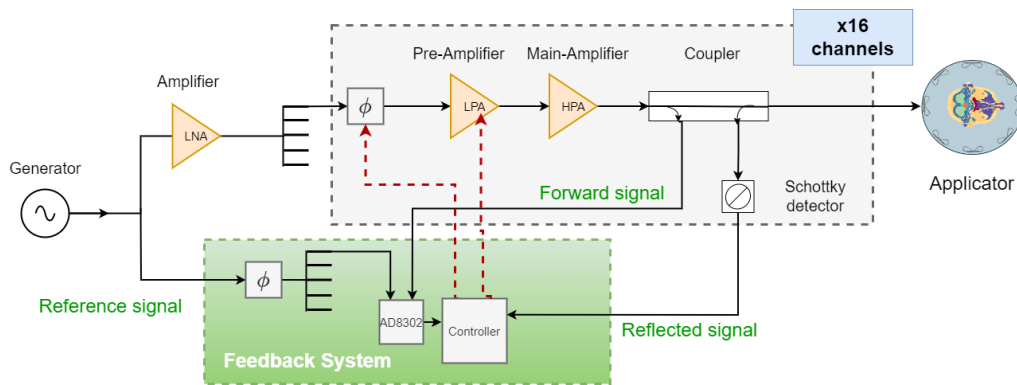 x16
channels
Pre-Amplifier
Main-Amplifier
Coupler
Amplifier
ϕ
LPA
HPA
LNA
Generator
Forward signal
Schottky
detector
Applicator
Reference signal
ϕ
AD8302
Controller
Reflected signal
Feedback System